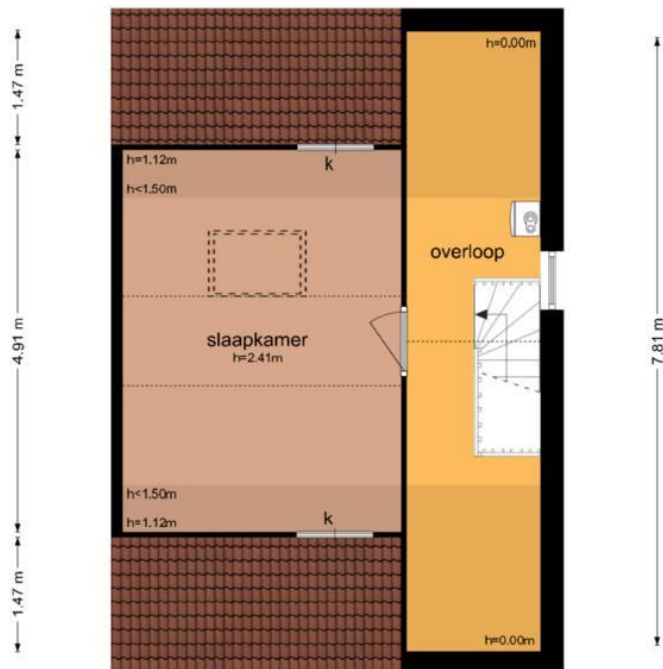 h=0.00m
1.47 m
h=1.12m
k
h<1.50m
overloop
4.91 m
slaapkamer
h=2.41m
7.81 m
h<1.50m
h=1.12m
k
1.47 m
h=0.00m